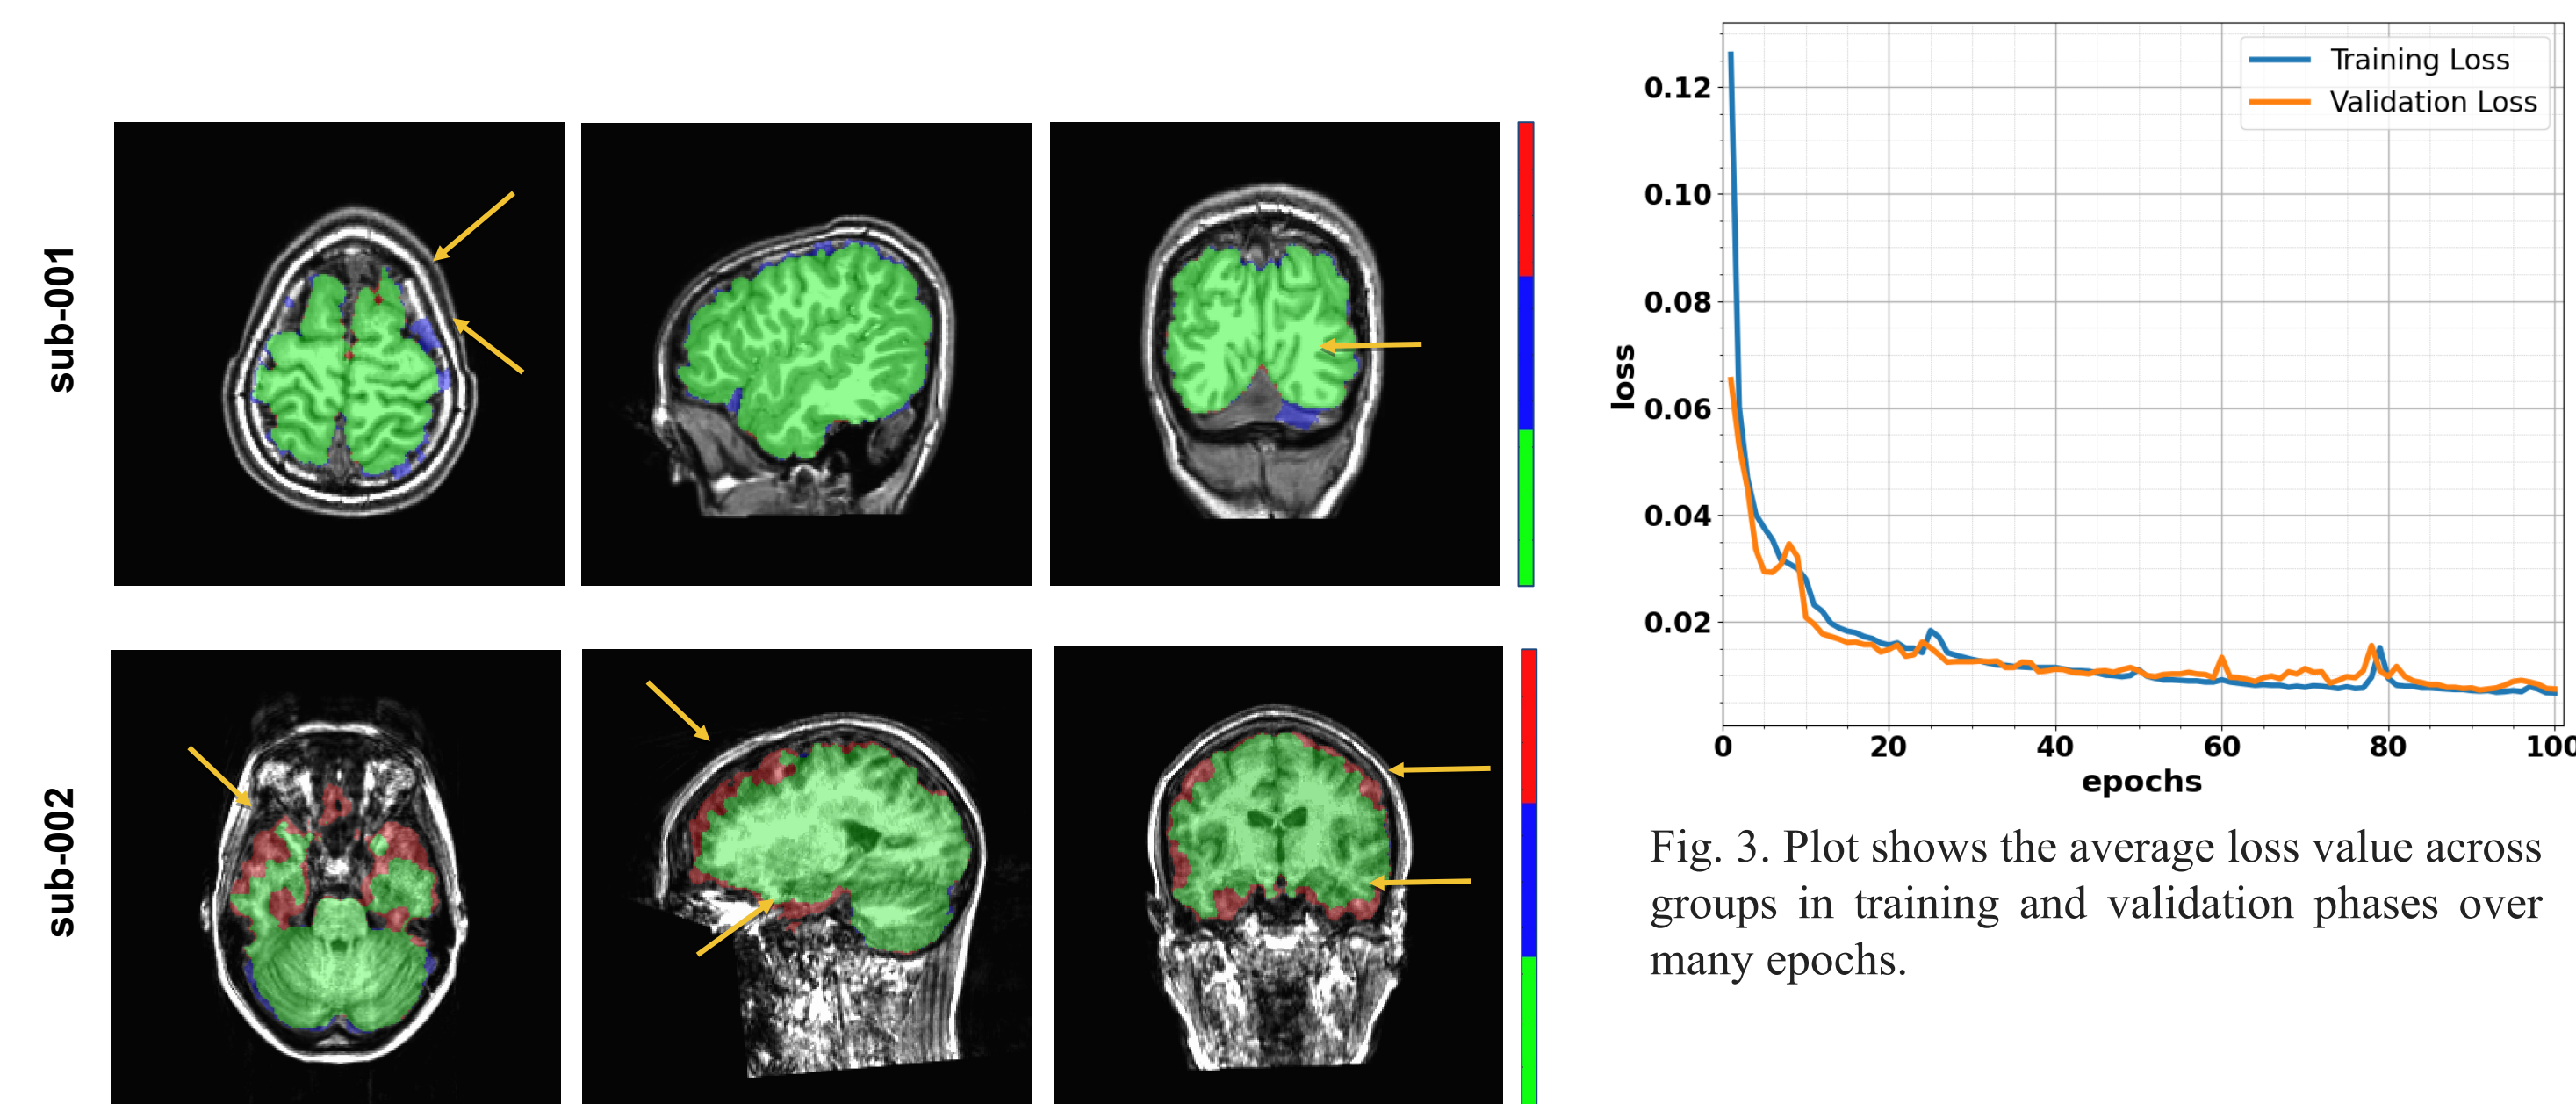 sub-001
sub-002
Training Loss
Validation Loss
0.12
0.10
0.08
0.06
0.04
0.02
loss
0 20 40 60 80 100
epochs
Fig. 3. Plot shows the average loss value across
groups in training and validation phases over
many epochs.